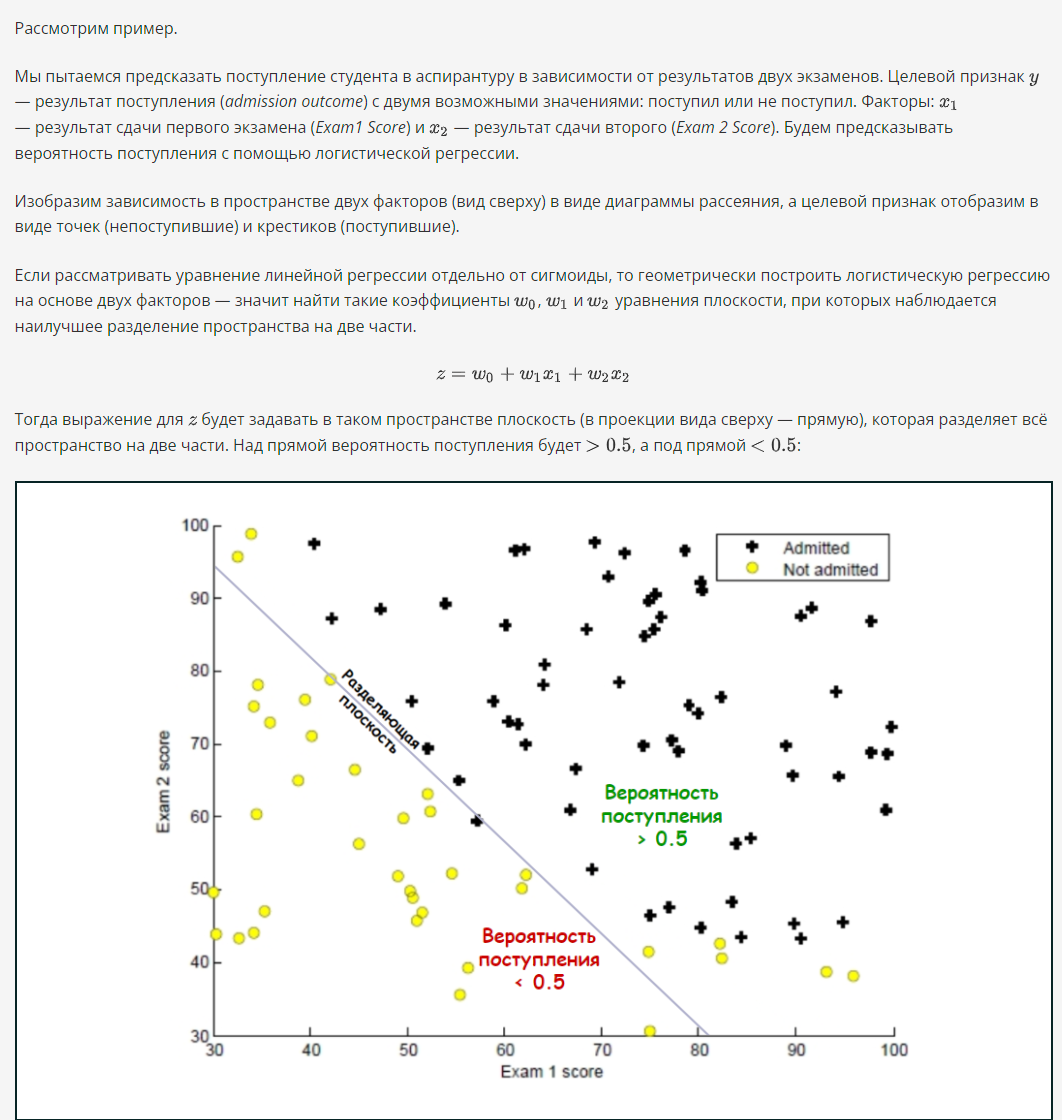 Рассмотрим пример.
Мы пытаемся предсказать поступление студента в аспирантуру в зависимости от результатов двух экзаменов. Целевой признак y
— результат поступления (admission outcome) с двумя возможными значениями: поступил или не поступил. Факторы: x₁
— результат сдачи первого экзамена (Exam1 Score) и x₂ — результат сдачи второго (Exam 2 Score). Будем предсказывать
вероятность поступления с помощью логистической регрессии.
Изобразим зависимость в пространстве двух факторов (вид сверху) в виде диаграммы рассеяния, а целевой признак отобразим в
виде точек (непоступившие) и крестиков (поступившие).
Если рассматривать уравнение линейной регрессии отдельно от сигмоиды, то геометрически построить логистическую регрессию
на основе двух факторов — значит найти такие коэффициенты w₀, w₁ и w₂ уравнения плоскости, при которых наблюдается
наилучшее разделение пространства на две части.
z = w₀ + w₁x₁ + w₂x₂
Тогда выражение для z будет задавать в таком пространстве плоскость (в проекции вида сверху — прямую), которая разделяет всё
пространство на две части. Над прямой вероятность поступления будет > 0.5, а под прямой < 0.5:
100
90
80
70
60
50
40
30
Exam 2 score
Admitted
Not admitted
Разделяющая
плоскость
Вероятность
поступления
> 0.5
Вероятность
поступления
< 0.5
30 40 50 60 70 80 90 100
Exam 1 score